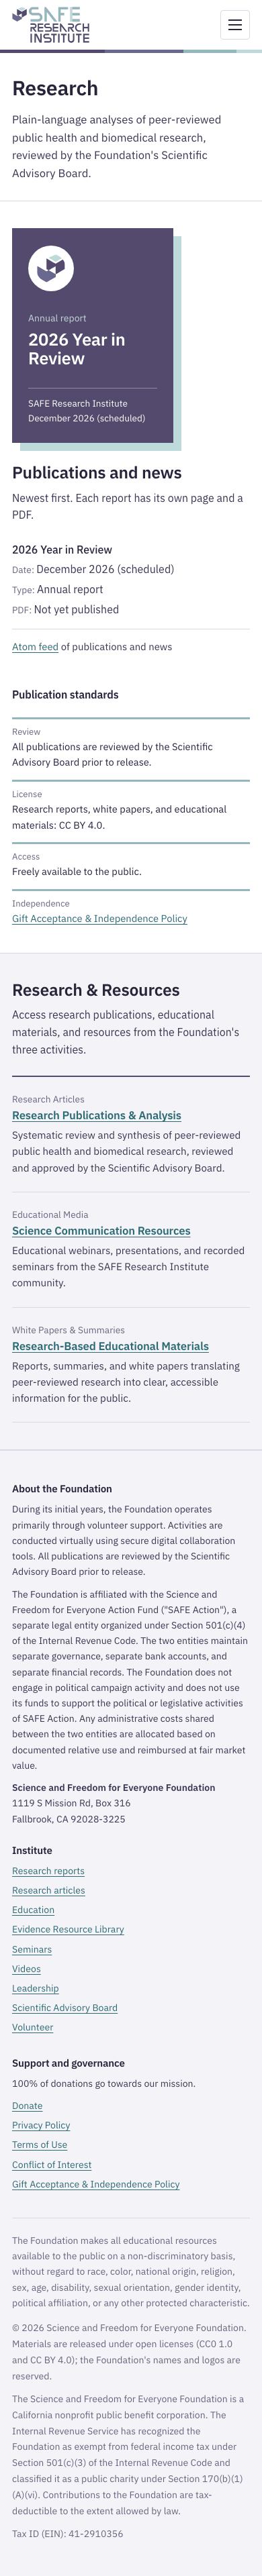 SAFE
RESEARCH
INSTITUTE
Research
Plain-language analyses of peer-reviewed
public health and biomedical research,
reviewed by the Foundation's Scientific
Advisory Board.
Annual report
2026 Year in
Review
SAFE Research Institute
December 2026 (scheduled)
Publications and news
Newest first. Each report has its own page and a
PDF.
2026 Year in Review
Date: December 2026 (scheduled)
Type: Annual report
PDF: Not yet published
Atom feed of publications and news
Publication standards
Review
All publications are reviewed by the Scientific
Advisory Board prior to release.
License
Research reports, white papers, and educational
materials: CC BY 4.0.
Access
Freely available to the public.
Independence
Gift Acceptance & Independence Policy
Research & Resources
Access research publications, educational
materials, and resources from the Foundation's
three activities.
Research Articles
Research Publications & Analysis
Systematic review and synthesis of peer-reviewed
public health and biomedical research, reviewed
and approved by the Scientific Advisory Board.
Educational Media
Science Communication Resources
Educational webinars, presentations, and recorded
seminars from the SAFE Research Institute
community.
White Papers & Summaries
Research-Based Educational Materials
Reports, summaries, and white papers translating
peer-reviewed research into clear, accessible
information for the public.
About the Foundation
During its initial years, the Foundation operates
primarily through volunteer support. Activities are
conducted virtually using secure digital collaboration
tools. All publications are reviewed by the Scientific
Advisory Board prior to release.
The Foundation is affiliated with the Science and
Freedom for Everyone Action Fund ("SAFE Action"), a
separate legal entity organized under Section 501(c)(4)
of the Internal Revenue Code. The two entities maintain
separate governance, separate bank accounts, and
separate financial records. The Foundation does not
engage in political campaign activity and does not use
its funds to support the political or legislative activities
of SAFE Action. Any administrative costs shared
between the two entities are allocated based on
documented relative use and reimbursed at fair market
value.
Science and Freedom for Everyone Foundation
1119 S Mission Rd, Box 316
Fallbrook, CA 92028-3225
Institute
Research reports
Research articles
Education
Evidence Resource Library
Seminars
Videos
Leadership
Scientific Advisory Board
Volunteer
Support and governance
100% of donations go towards our mission.
Donate
Privacy Policy
Terms of Use
Conflict of Interest
Gift Acceptance & Independence Policy
The Foundation makes all educational resources
available to the public on a non-discriminatory basis,
without regard to race, color, national origin, religion,
sex, age, disability, sexual orientation, gender identity,
political affiliation, or any other protected characteristic.
© 2026 Science and Freedom for Everyone Foundation.
Materials are released under open licenses (CC0 1.0
and CC BY 4.0); the Foundation's names and logos are
reserved.
The Science and Freedom for Everyone Foundation is a
California nonprofit public benefit corporation. The
Internal Revenue Service has recognized the
Foundation as exempt from federal income tax under
Section 501(c)(3) of the Internal Revenue Code and
classified it as a public charity under Section 170(b)(1)
(A)(vi). Contributions to the Foundation are tax-
deductible to the extent allowed by law.
Tax ID (EIN): 41-2910356